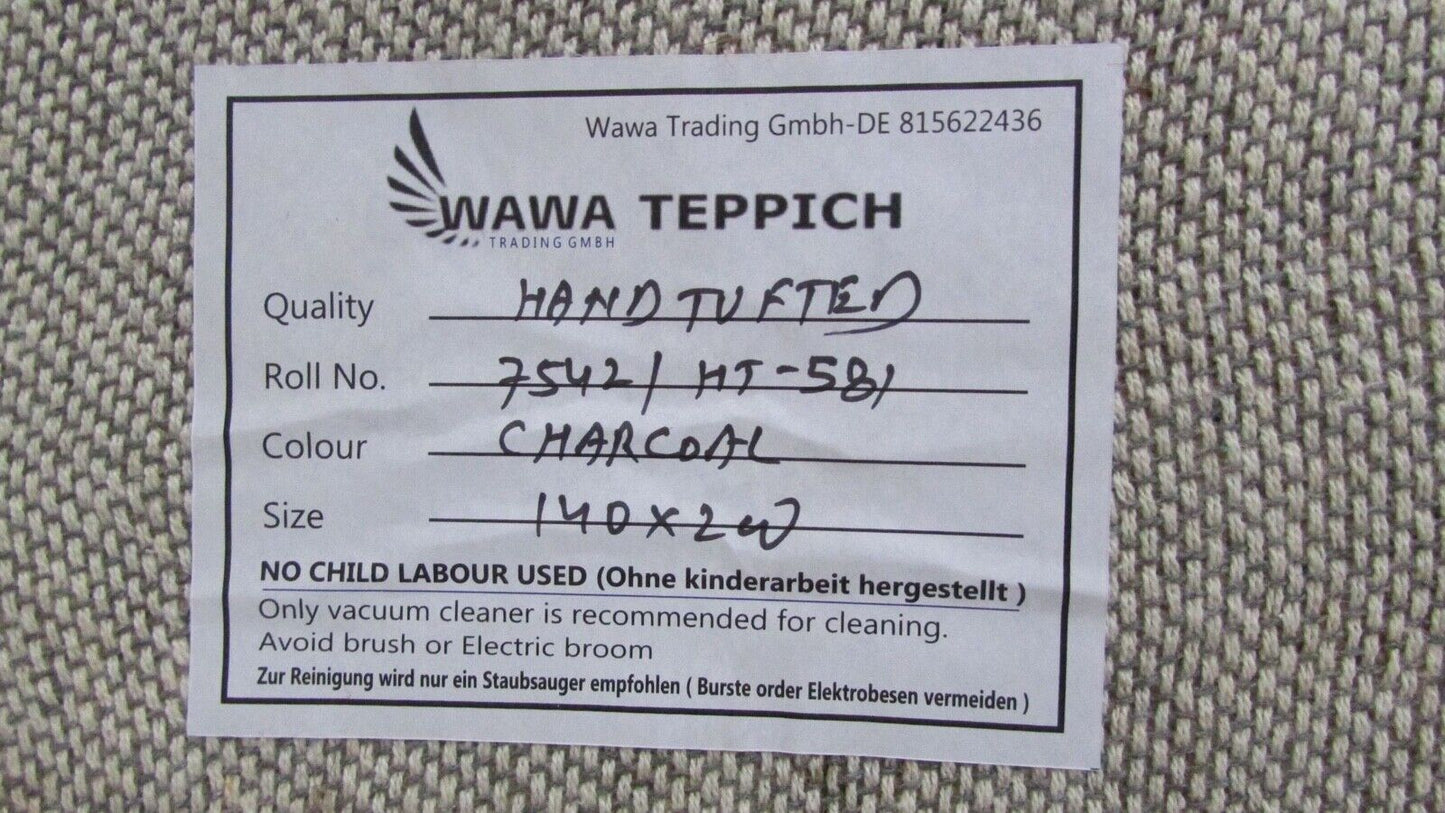 Wawa Trading Gmbh-DE 815622436
WAWA TEPPICH
TRADING GMBH
Quality HAND TUFTED
Roll No. 7542/ HT-581
Colour CHARCOAL
Size 140x200
NO CHILD LABOUR USED (Ohne kinderarbeit hergestellt )
Only vacuum cleaner is recommended for cleaning.
Avoid brush or Electric broom
Zur Reinigung wird nur ein Staubsauger empfohlen ( Burste order Elektrobesen vermeiden )